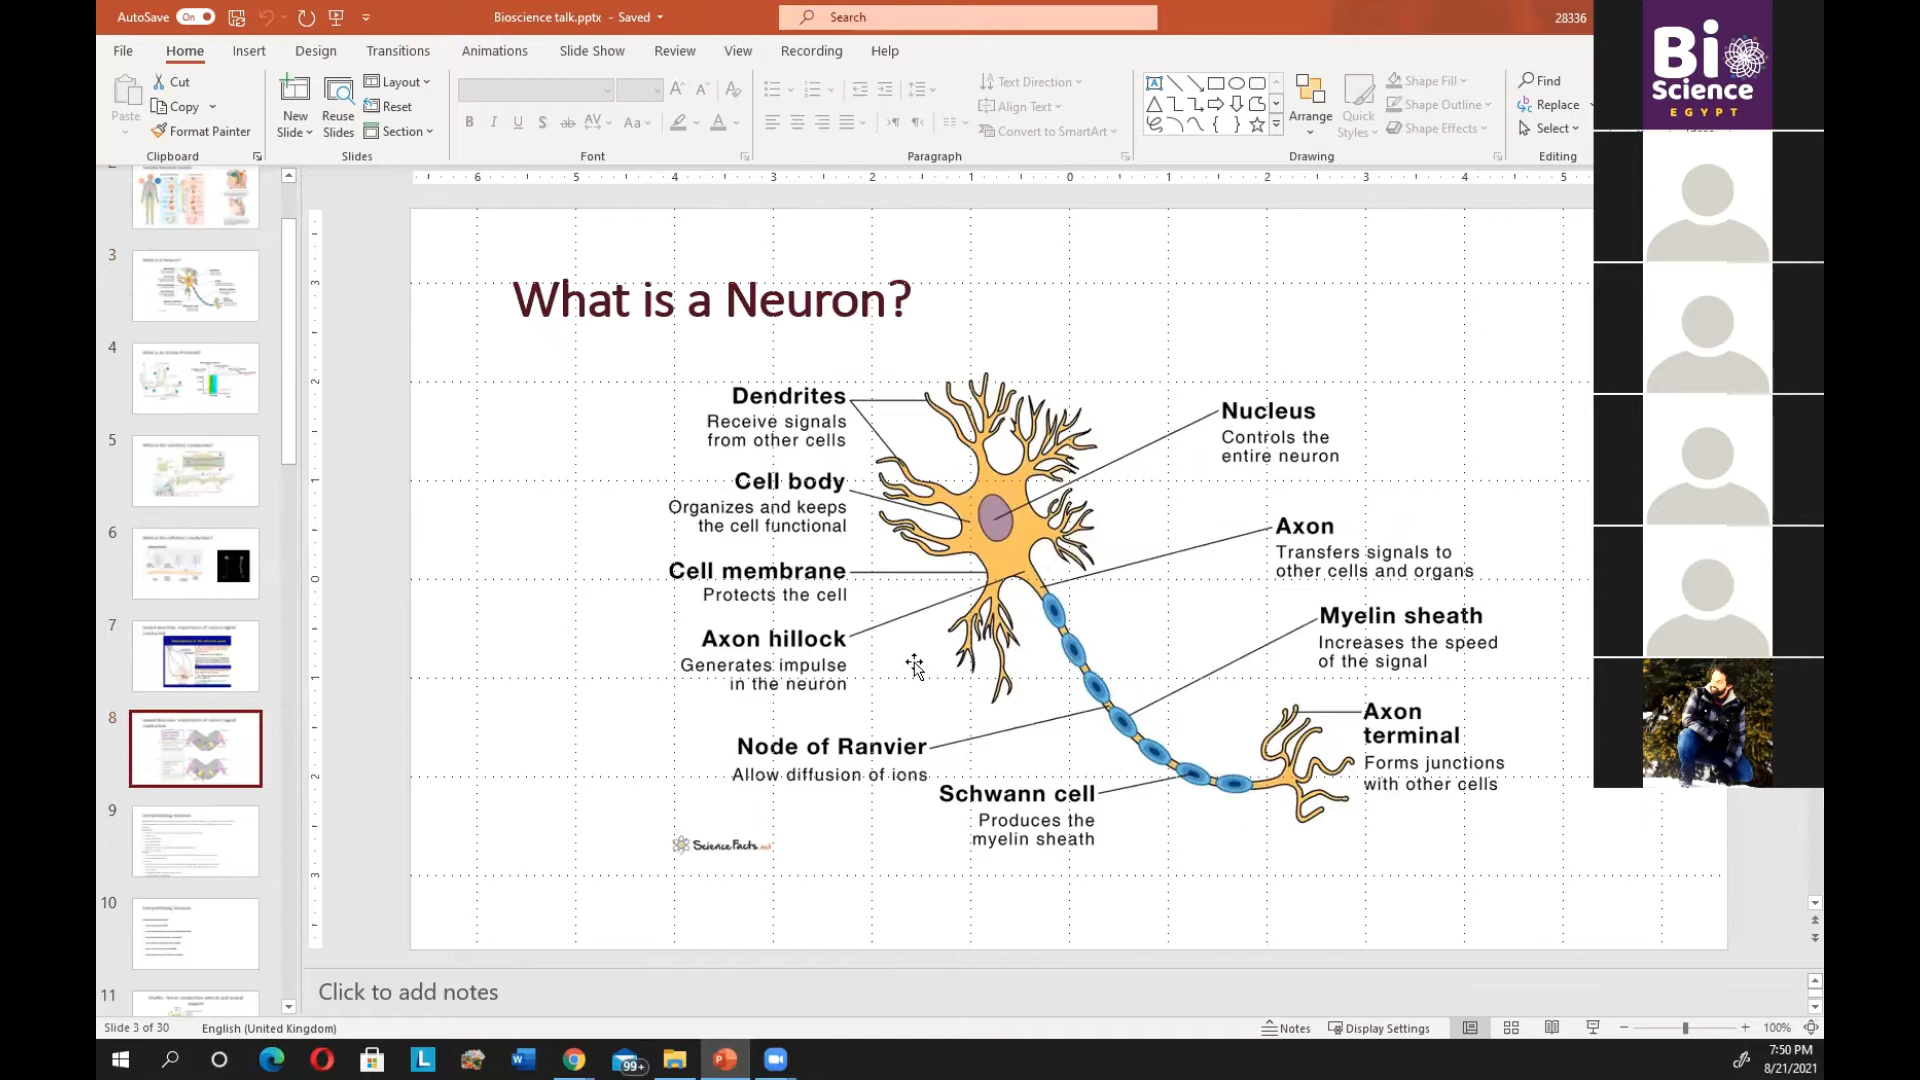 AutoSave
On
Bioscience talk.pptx - Saved
Search
28336
File
Home
Insert
Design
Transitions
Animations
Slide Show
Review
View
Recording
Help
Paste
Cut
Copy
Format Painter
Clipboard
New Slide
Reuse Slides
Layout
Reset
Section
Slides
Font
Text Direction
Align Text
Convert to SmartArt
Paragraph
Arrange
Quick Styles
Shape Fill
Shape Outline
Shape Effects
Drawing
Find
Replace
Select
Editing
Bi
Science
EGYPT
3
4
5
6
7
8
9
10
11
What is a Neuron?
Dendrites
Receive signals
from other cells
Cell body
Organizes and keeps
the cell functional
Cell membrane
Protects the cell
Axon hillock
Generates impulse
in the neuron
Node of Ranvier
Allow diffusion of ions
Schwann cell
Produces the
myelin sheath
Nucleus
Controls the
entire neuron
Axon
Transfers signals to
other cells and organs
Myelin sheath
Increases the speed
of the signal
Axon
terminal
Forms junctions
with other cells
ScienceFacts.net
Click to add notes
Slide 3 of 30
English (United Kingdom)
Notes
Display Settings
100%
99+
7:50 PM
8/21/2021